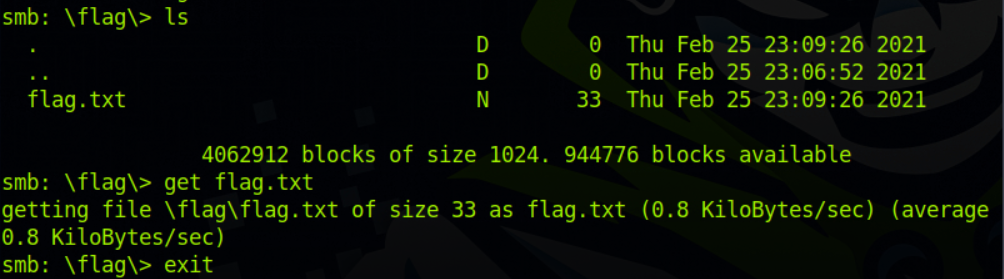 smb: \flag\> ls
. D 0 Thu Feb 25 23:09:26 2021
.. D 0 Thu Feb 25 23:06:52 2021
flag.txt N 33 Thu Feb 25 23:09:26 2021
4062912 blocks of size 1024. 944776 blocks available
smb: \flag\> get flag.txt
getting file \flag\flag.txt of size 33 as flag.txt (0.8 KiloBytes/sec) (average
0.8 KiloBytes/sec)
smb: \flag\> exit